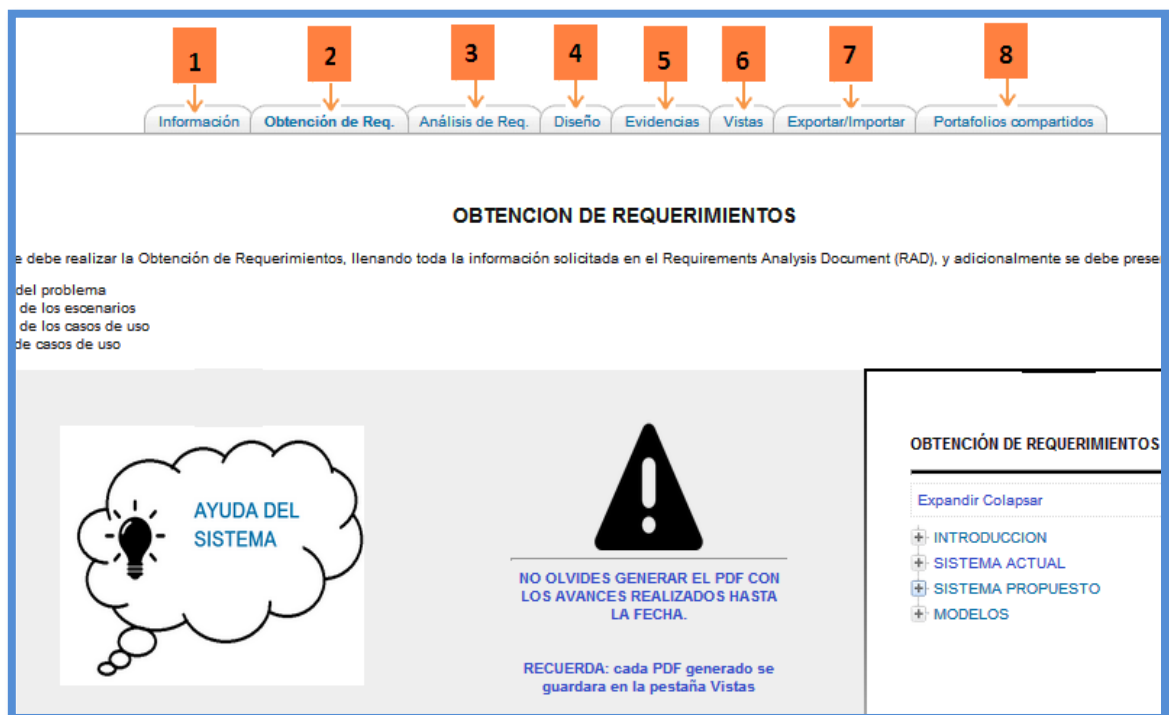 1 2 3 4 5 6 7 8
Información Obtención de Req. Análisis de Req. Diseño Evidencias Vistas Exportar/Importar Portafolios compartidos
OBTENCION DE REQUERIMIENTOS
e debe realizar la Obtención de Requerimientos, llenando toda la información solicitada en el Requirements Analysis Document (RAD), y adicionalmente se debe prese
del problema
de los escenarios
de los casos de uso
de casos de uso
AYUDA DEL
SISTEMA
NO OLVIDES GENERAR EL PDF CON
LOS AVANCES REALIZADOS HASTA
LA FECHA.
RECUERDA: cada PDF generado se
guardara en la pestaña Vistas
OBTENCIÓN DE REQUERIMIENTOS
Expandir Colapsar
INTRODUCCION
SISTEMA ACTUAL
SISTEMA PROPUESTO
MODELOS